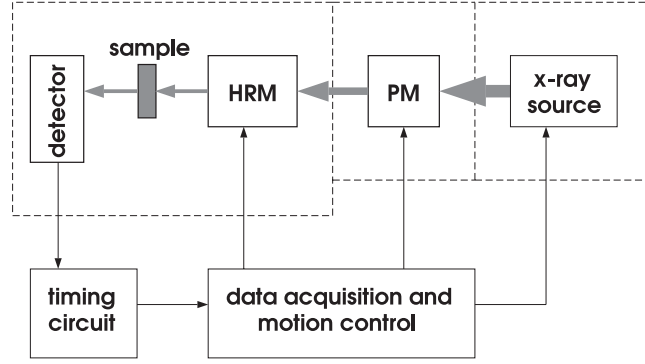 sample
detector
HRM
PM
x-ray
source
timing
circuit
data acquisition and
motion control